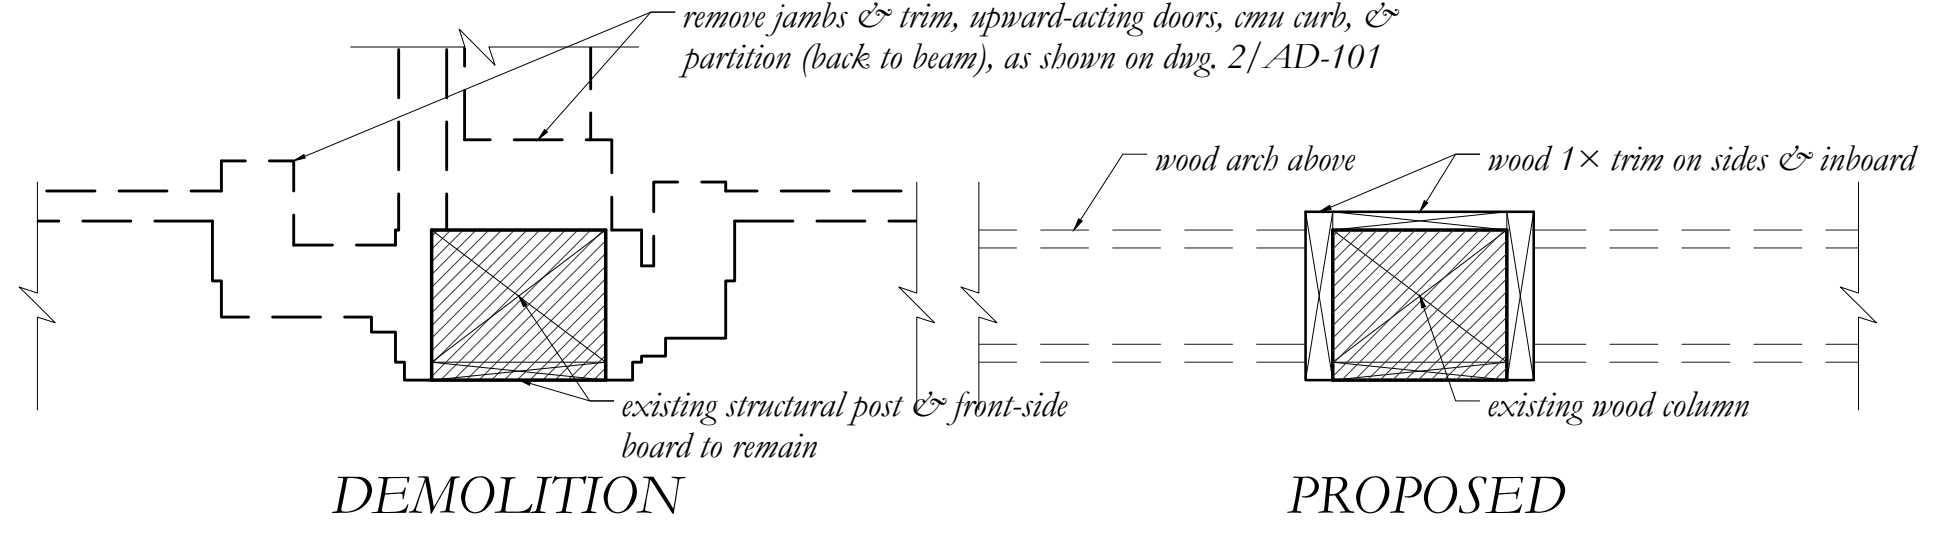 remove jambs & trim, upward-acting doors, cmu curb, &
partition (back to beam), as shown on dwg. 2/AD-101
existing structural post & front-side
board to remain
DEMOLITION
wood arch above
wood 1× trim on sides & inboard
existing wood column
PROPOSED